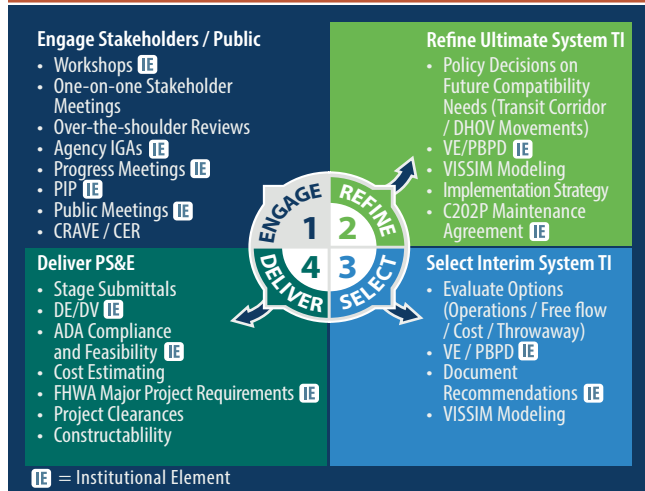 Engage Stakeholders / Public
• Workshops IE
• One-on-one Stakeholder
Meetings
• Over-the-shoulder Reviews
• Agency IGAs IE
• Progress Meetings IE
• PIP IE
• Public Meetings IE
• CRAVE / CER
Refine Ultimate System TI
• Policy Decisions on
Future Compatibility
Needs (Transit Corridor
/ DHOV Movements)
• VE/PBPD IE
• VISSIM Modeling
• Implementation Strategy
• C202P Maintenance
Agreement IE
ENGAGE
1
REFINE
2
DELIVER
4
SELECT
3
Deliver PS&E
• Stage Submittals
• DE/DV IE
• ADA Compliance
and Feasibility IE
• Cost Estimating
• FHWA Major Project Requirements IE
• Project Clearances
• Constructablility
Select Interim System TI
• Evaluate Options
(Operations / Free flow
/ Cost / Throwaway)
• VE / PBPD IE
• Document
Recommendations IE
• VISSIM Modeling
IE = Institutional Element